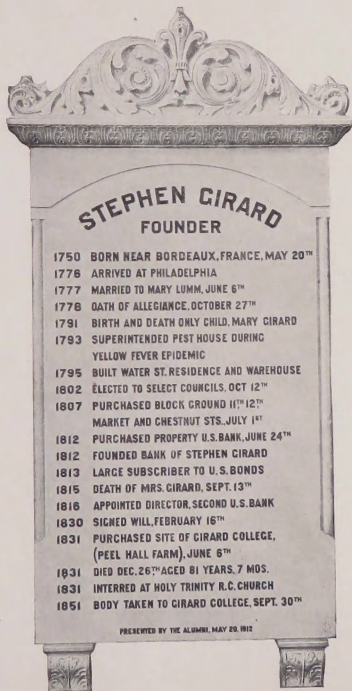 STEPHEN GIRARD
FOUNDER
1750 BORN NEAR BORDEAUX, FRANCE, MAY 20TH
1776 ARRIVED AT PHILADELPHIA
1777 MARRIED TO MARY LUMM, JUNE 6TH
1778 OATH OF ALLEGIANCE, OCTOBER 27TH
1791 BIRTH AND DEATH ONLY CHILD, MARY GIRARD
1793 SUPERINTENDED PEST HOUSE DURING
YELLOW FEVER EPIDEMIC
1795 BUILT WATER ST. RESIDENCE AND WAREHOUSE
1802 ELECTED TO SELECT COUNCILS, OCT 12TH
1807 PURCHASED BLOCK GROUND 11TH 12TH
MARKET AND CHESTNUT STS., JULY 1ST
1812 PURCHASED PROPERTY U.S. BANK, JUNE 24TH
1812 FOUNDED BANK OF STEPHEN GIRARD
1813 LARGE SUBSCRIBER TO U.S. BONDS
1815 DEATH OF MRS. GIRARD, SEPT. 13TH
1816 APPOINTED DIRECTOR, SECOND U.S. BANK
1830 SIGNED WILL, FEBRUARY 16TH
1831 PURCHASED SITE OF GIRARD COLLEGE,
(PEEL HALL FARM), JUNE 6TH
1831 DIED DEC. 26TH AGED 81 YEARS, 7 MOS.
1831 INTERRED AT HOLY TRINITY R.C. CHURCH
1851 BODY TAKEN TO GIRARD COLLEGE, SEPT. 30TH
PRESENTED BY THE ALUMNI, MAY 20, 1912